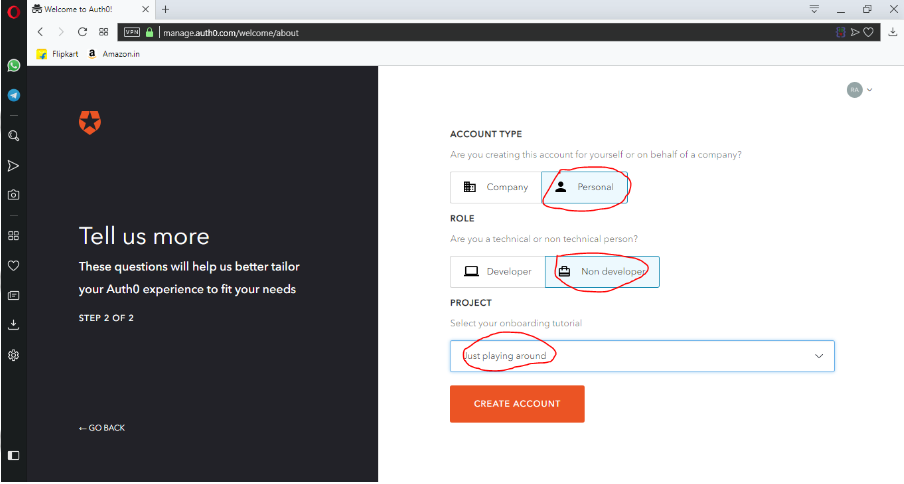 Welcome to Auth0!
VPN
manage.auth0.com/welcome/about
Flipkart
Amazon.in
RA
Tell us more
These questions will help us better tailor
your Auth0 experience to fit your needs
STEP 2 OF 2
← GO BACK
ACCOUNT TYPE
Are you creating this account for yourself or on behalf of a company?
Company
Personal
ROLE
Are you a technical or non technical person?
Developer
Non developer
PROJECT
Select your onboarding tutorial
Just playing around
CREATE ACCOUNT